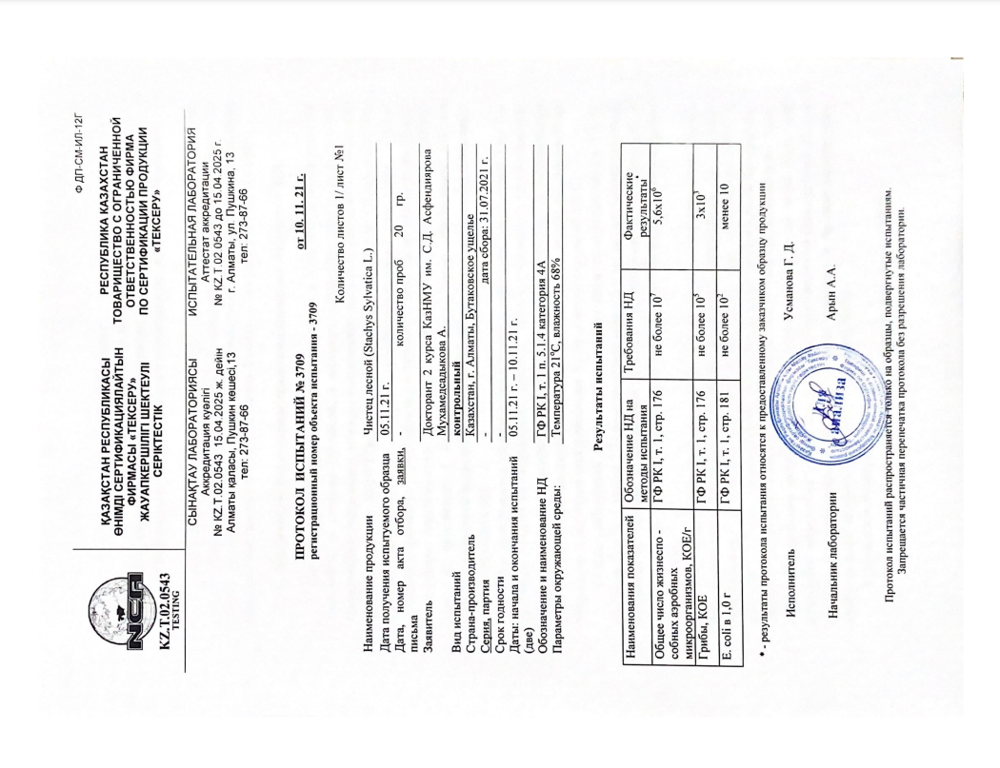 Ф ДП-СМ-ИЛ-12Г
NCA
KZ.T.02.0543
TESTING
ҚАЗАҚСТАН РЕСПУБЛИКАСЫ
ӨНІМДІ СЕРТИФИКАЦИЯЛАЙТЫН
ФИРМАСЫ «ТЕКСЕРУ»
ЖАУАПКЕРШІЛІГІ ШЕКТЕУЛІ
СЕРІКТЕСТІК
РЕСПУБЛИКА КАЗАХСТАН
ТОВАРИЩЕСТВО С ОГРАНИЧЕННОЙ
ОТВЕТСТВЕННОСТЬЮ ФИРМА
ПО СЕРТИФИКАЦИИ ПРОДУКЦИИ
«ТЕКСЕРУ»
СЫНАҚТАУ ЛАБОРАТОРИЯСЫ
Аккредитация куәлігі
№ KZ.T.02.0543 15.04.2025 ж. дейін
Алматы қаласы, Пушкин көшесі,13
тел: 273-87-66
ИСПЫТАТЕЛЬНАЯ ЛАБОРАТОРИЯ
Аттестат аккредитации
№ KZ.T.02 0543 до 15.04.2025 г.
г. Алматы, ул. Пушкина, 13
тел: 273-87-66
ПРОТОКОЛ ИСПЫТАНИЙ № 3709 от 10. 11. 21 г.
регистрационный номер объекта испытания - 3709
Количество листов 1/ лист №1
Наименование продукции Чистец лесной (Stachys Sylvatica L.)
Дата получения испытуемого образца 05.11.21 г.
Дата, номер акта отбора, заявки, - количество проб 20 гр.
письма
Заявитель Докторант 2 курса КазНМУ им. С.Д. Асфендиярова
Мухамедсадыкова А.
Вид испытаний контрольный
Страна-производитель Казахстан, г. Алматы, Бутаковское ущелье
Серия, партия - дата сбора: 31.07.2021 г.
Срок годности -
Даты: начала и окончания испытаний 05.11.21 г. – 10.11.21 г.
(две)
Обозначение и наименование НД ГФ РК I, т. 1 п. 5.1.4 категория 4А
Параметры окружающей среды: Температура 21°С, влажность 68%
Результаты испытаний
Наименования показателей Обозначение НД на методы испытания Требования НД Фактические результаты*
Общее число жизнеспо - ГФ РК I, т. 1, стр. 176 не более 10⁷ 5,6x10⁶
собных аэробных
микроорганизмов, КОЕ/г
Грибы, КОЕ ГФ РК I, т. 1, стр. 176 не более 10⁵ 3x10³
E. coli в 1,0 г ГФ РК I, т. 1, стр. 181 не более 10² менее 10
* - результаты протокола испытания относятся к предоставленному заказчиком образцу продукции
Исполнитель Усманова Г. Д.
Для
анализа
Начальник лаборатории Арын А.А.
Протокол испытаний распространяется только на образцы, подвергнутые испытаниям.
Запрещается частичная перепечатка протокола без разрешения лаборатории.